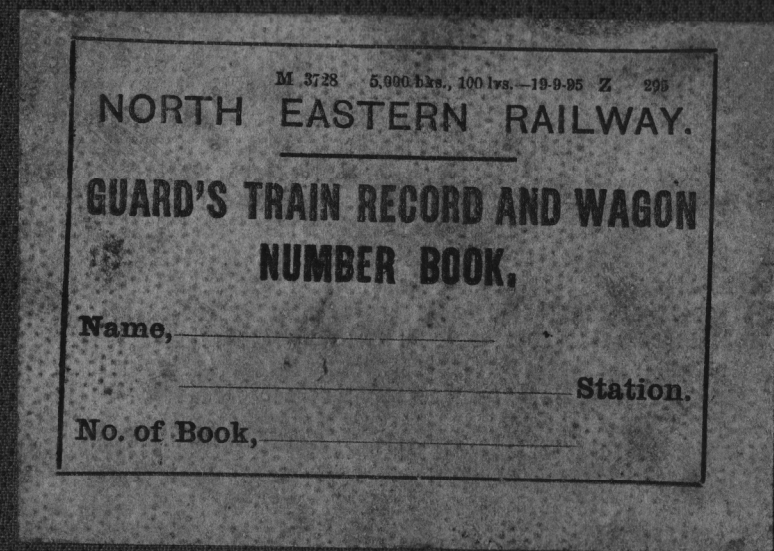 M 3728 5,000 bks., 100 lvs.—19-9-95 Z 295
NORTH EASTERN RAILWAY.
GUARD'S TRAIN RECORD AND WAGON
NUMBER BOOK.
Name,
Station.
No. of Book,